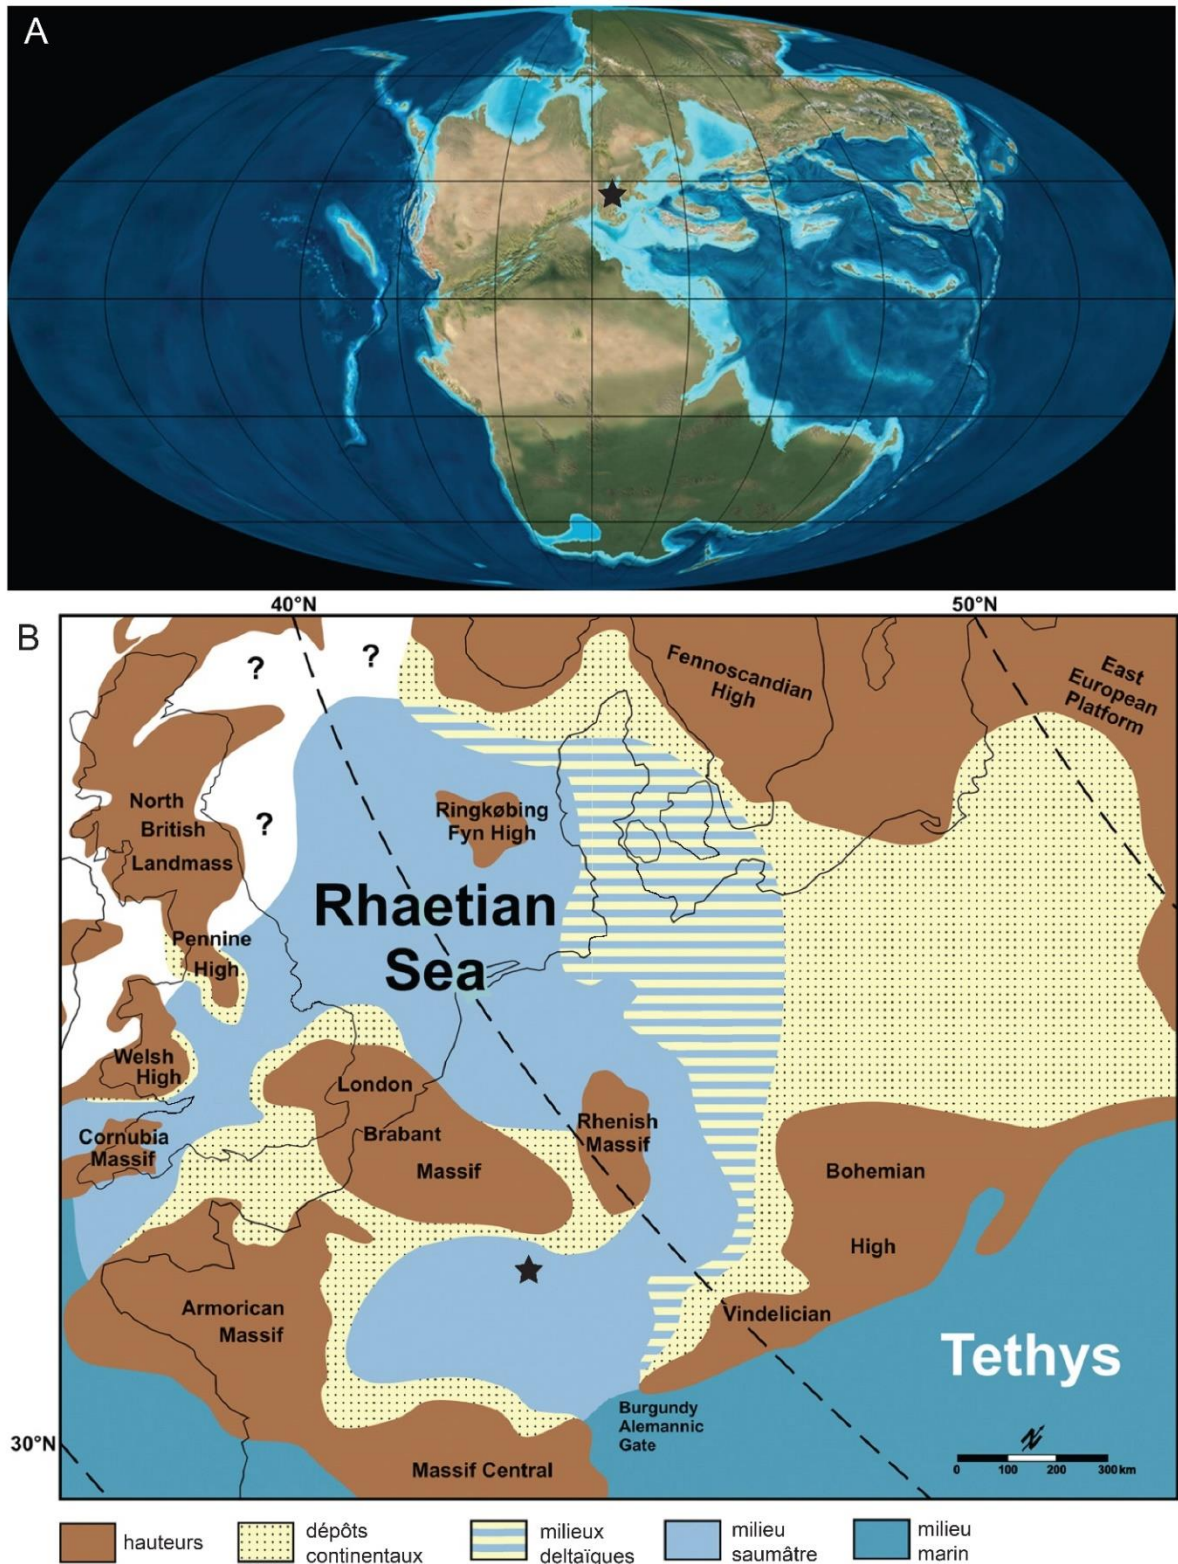 A
B
40°N
50°N
?
?
?
Fennoscandian
High
East
European
Platform
North
British
Landmass
Ringkøbing
Fyn High
Rhaetian
Sea
Pennine
High
Welsh
High
London
Brabant
Massif
Rhenish
Massif
Cornubia
Massif
Bohemian
High
Armorican
Massif
Vindelician
Tethys
Burgundy
Alemannic
Gate
30°N
Massif Central
N
0 100 200 300 km
hauteurs
dépôts
continentaux
milieux
deltaïques
milieu
saumâtre
milieu
marin